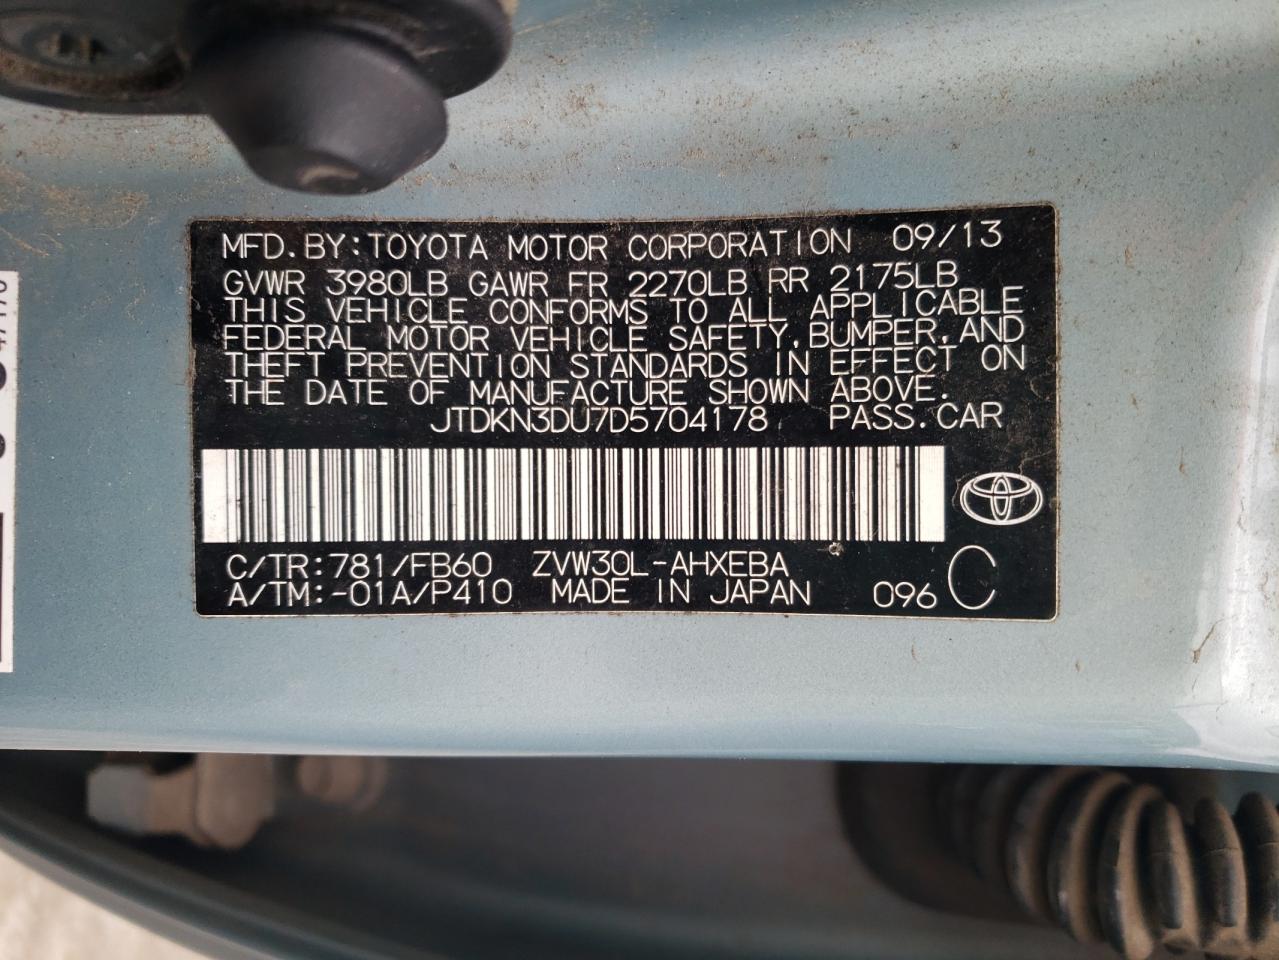 MFD.BY:TOYOTA MOTOR CORPORATION 09/13
GVWR 3980LB GAWR FR 2270LB RR 2175LB
THIS VEHICLE CONFORMS TO ALL APPLICABLE
FEDERAL MOTOR VEHICLE SAFETY,BUMPER,AND
THEFT PREVENTION STANDARDS IN EFFECT ON
THE DATE OF MANUFACTURE SHOWN ABOVE.
JTDKN3DU7D5704178 PASS.CAR
C/TR:781/FB60 ZVW30L-AHXEBA
A/TM:-01A/P410 MADE IN JAPAN 096 C